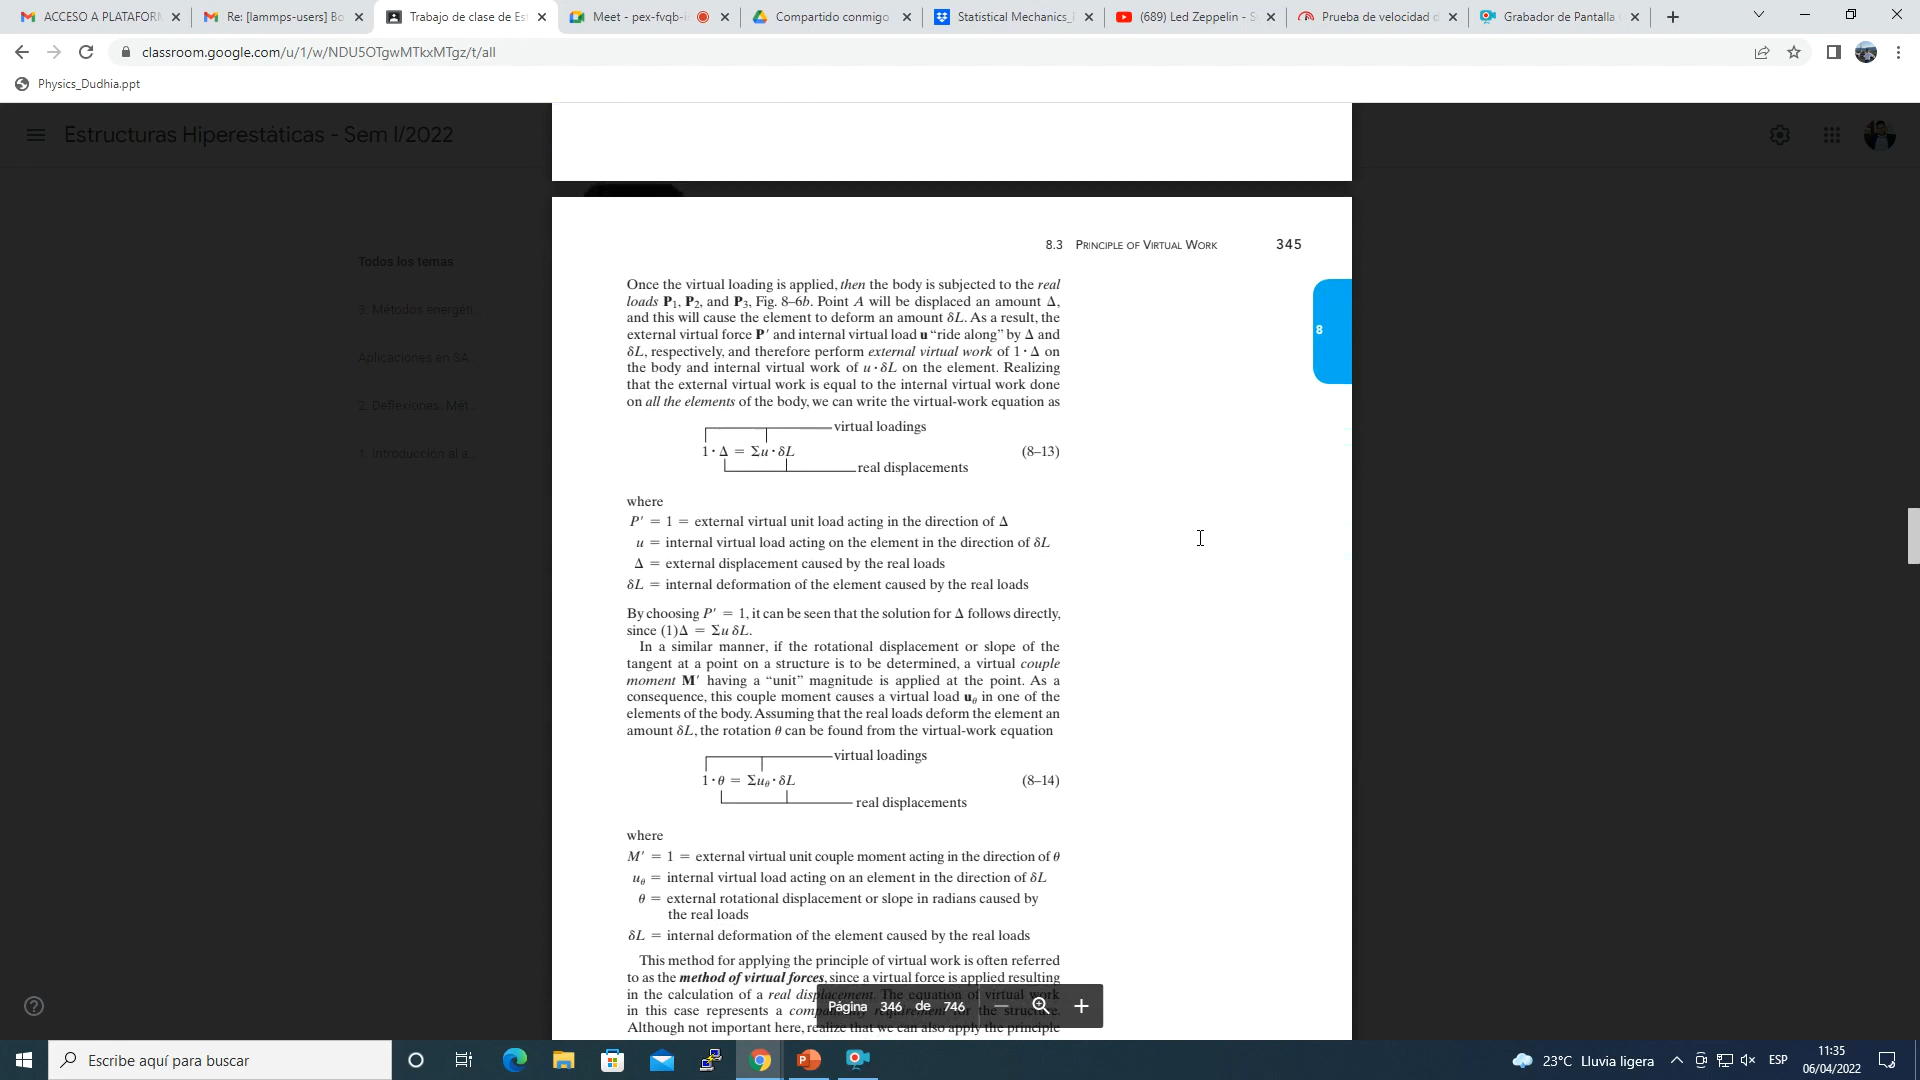 ACCESO A PLATAFORM
Re: [lammps-users] Bo
Trabajo de clase de Es
Meet - pex-fvqb-i
Compartido conmigo
Statistical Mechanics_
(689) Led Zeppelin - S
Prueba de velocidad d
Grabador de Pantalla
classroom.google.com/u/1/w/NDU5OTgwMTkxMTgz/t/all
Physics_Dudhia.ppt
Estructuras Hiperestáticas - Sem I/2022
Todos los temas
3. Métodos energéti...
Aplicaciones en SA...
2. Deflexiones. Mét...
1. Introducción al a...
8.3 PRINCIPLE OF VIRTUAL WORK 345
8
Once the virtual loading is applied, then the body is subjected to the real
loads P₁, P₂, and P₃, Fig. 8–6b. Point A will be displaced an amount Δ,
and this will cause the element to deform an amount δL. As a result, the
external virtual force P′ and internal virtual load u “ride along” by Δ and
δL, respectively, and therefore perform external virtual work of 1 · Δ on
the body and internal virtual work of u · δL on the element. Realizing
that the external virtual work is equal to the internal virtual work done
on all the elements of the body, we can write the virtual-work equation as
virtual loadings
1 · Δ = Σu · δL (8–13)
real displacements
where
P′ = 1 = external virtual unit load acting in the direction of Δ
u = internal virtual load acting on the element in the direction of δL
Δ = external displacement caused by the real loads
δL = internal deformation of the element caused by the real loads
By choosing P′ = 1, it can be seen that the solution for Δ follows directly,
since (1)Δ = Σu δL.
In a similar manner, if the rotational displacement or slope of the
tangent at a point on a structure is to be determined, a virtual couple
moment M′ having a “unit” magnitude is applied at the point. As a
consequence, this couple moment causes a virtual load uθ in one of the
elements of the body. Assuming that the real loads deform the element an
amount δL, the rotation θ can be found from the virtual-work equation
virtual loadings
1 · θ = Σuθ · δL (8–14)
real displacements
where
M′ = 1 = external virtual unit couple moment acting in the direction of θ
uθ = internal virtual load acting on an element in the direction of δL
θ = external rotational displacement or slope in radians caused by
the real loads
δL = internal deformation of the element caused by the real loads
This method for applying the principle of virtual work is often referred
to as the method of virtual forces, since a virtual force is applied resulting
in the calculation of a real displacement. The equation of virtual work
in this case represents a compatibility requirement for the structure.
Although not important here, realize that we can also apply the principle
Página 346 de 746
Escribe aquí para buscar
23°C Lluvia ligera
ESP
11:35
06/04/2022